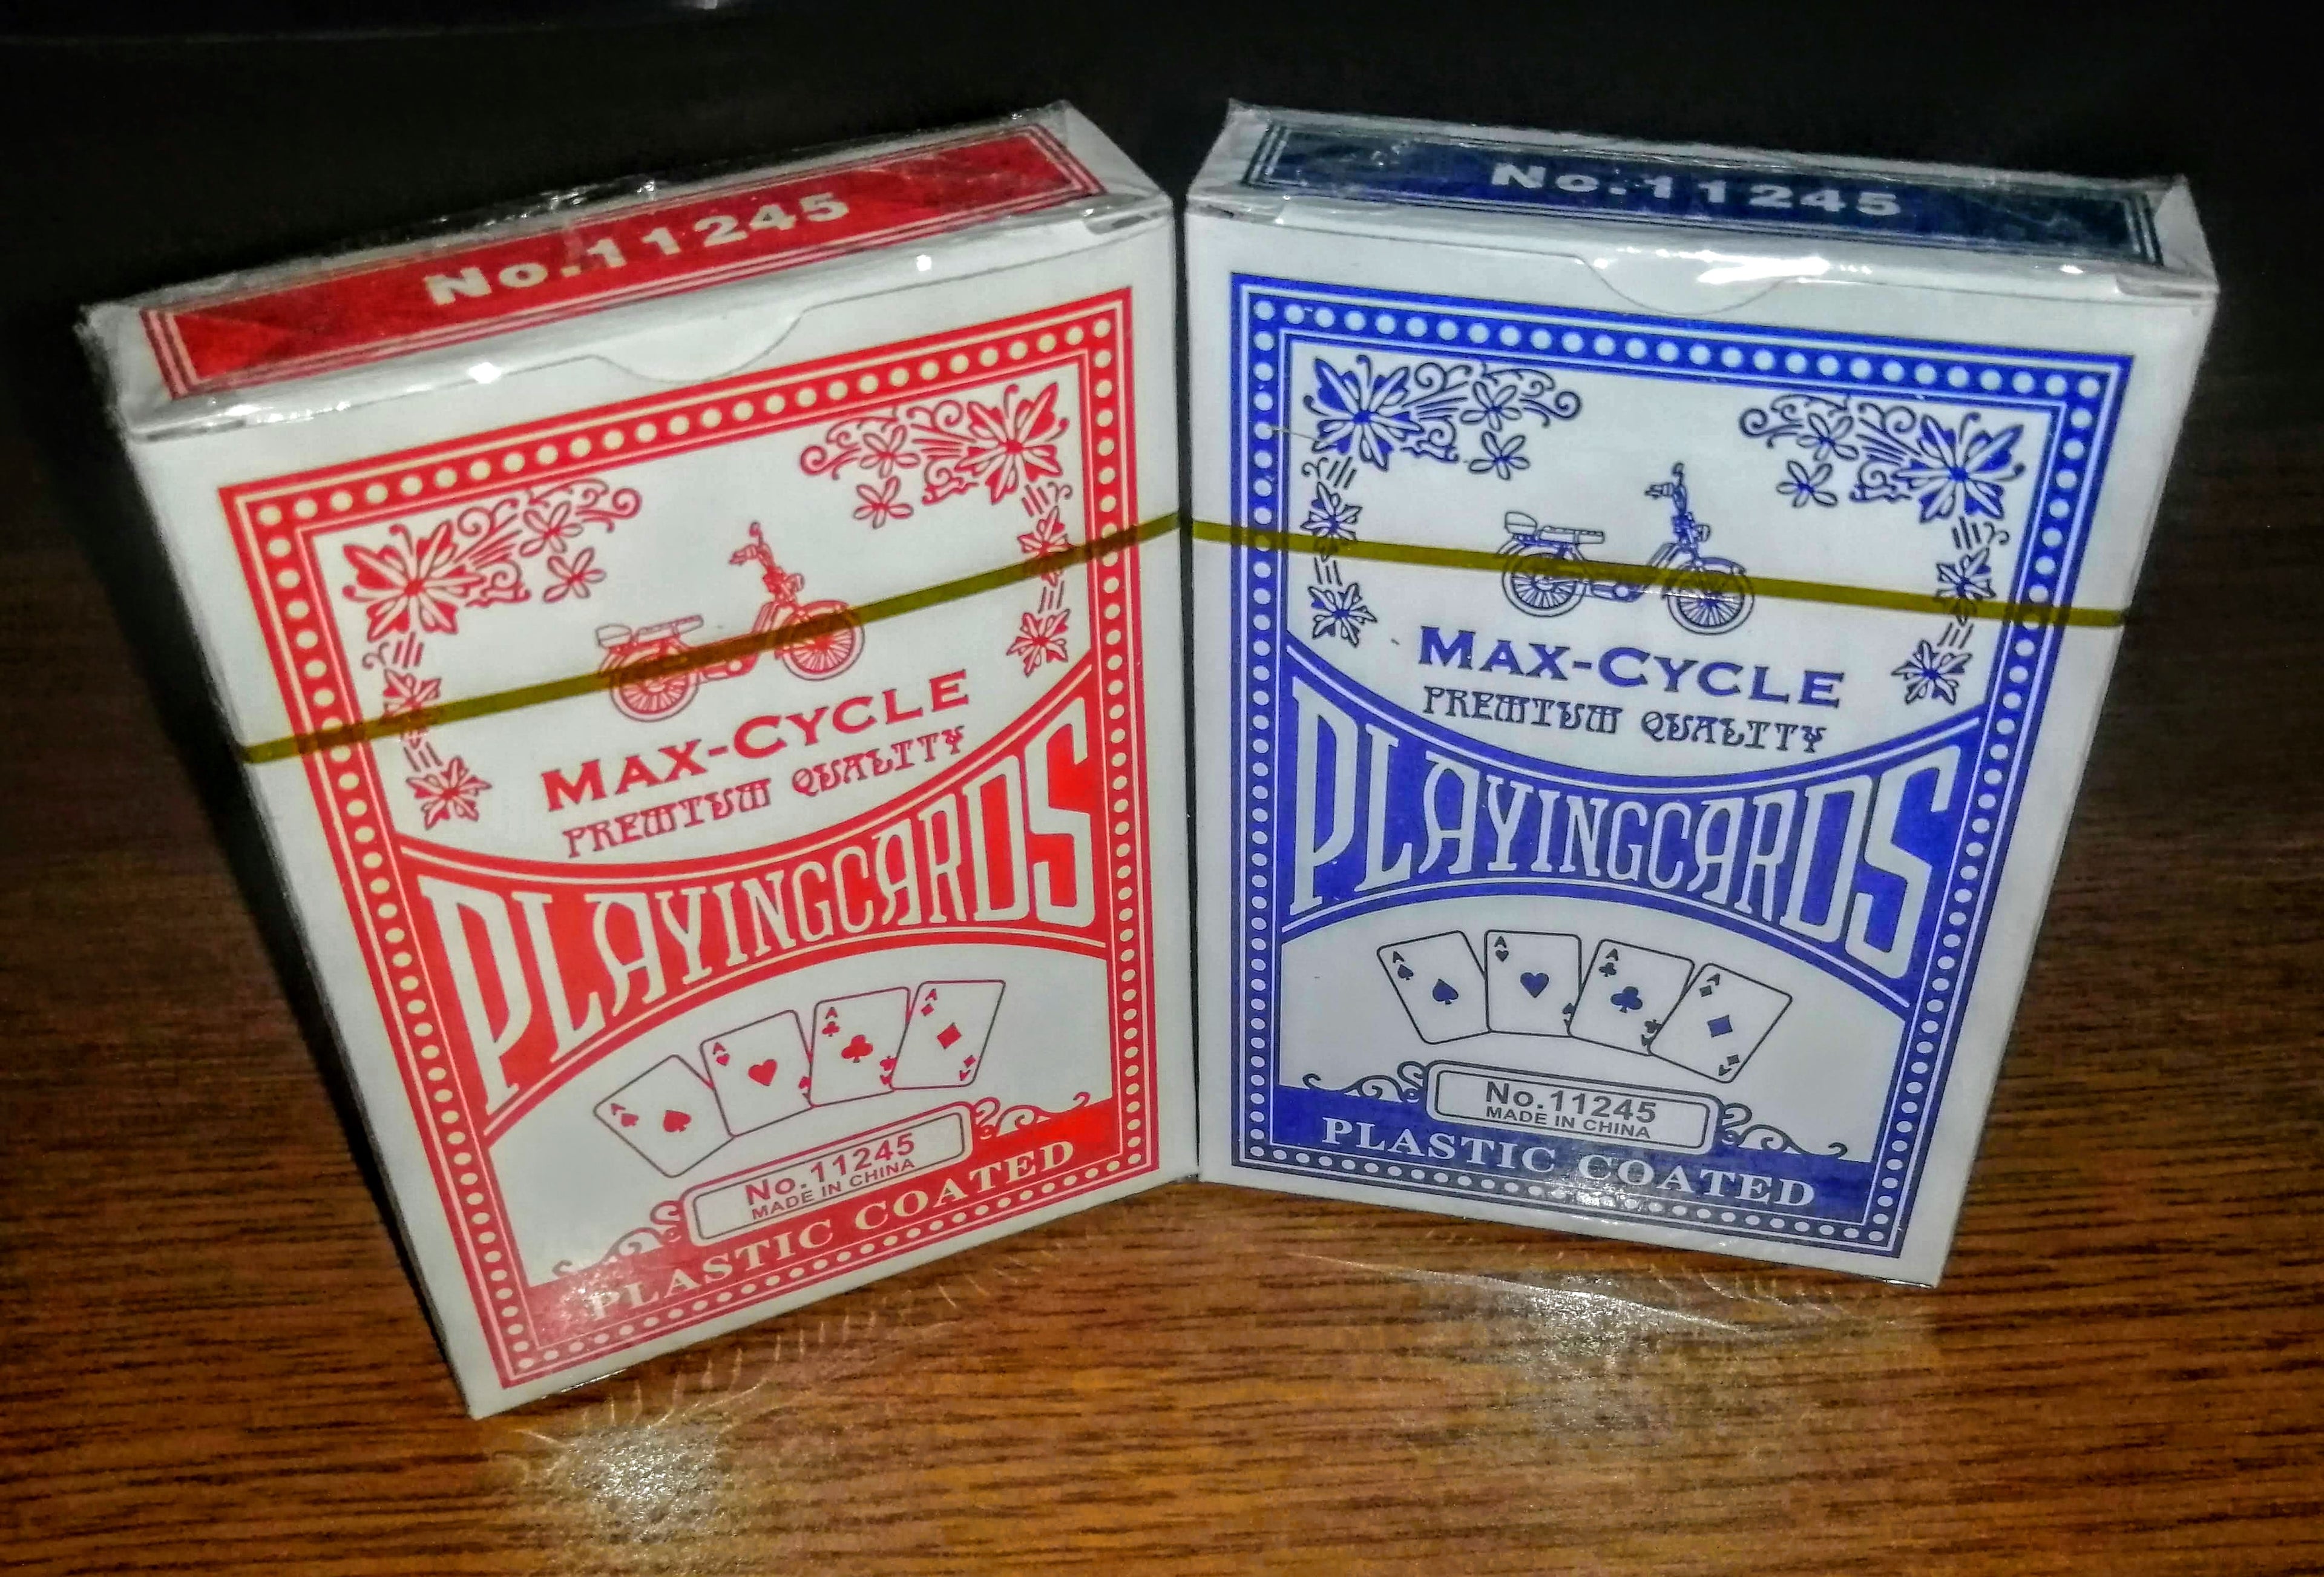 No.11245
MAX-CYCLE
PREMIUM QUALITY
PLAYINGCARDS
A
A
A
A
A
No.11245
MADE IN CHINA
PLASTIC COATED
No.11245
MAX-CYCLE
PREMIUM QUALITY
PLAYINGCARDS
A
A
A
A
A
No.11245
MADE IN CHINA
PLASTIC COATED